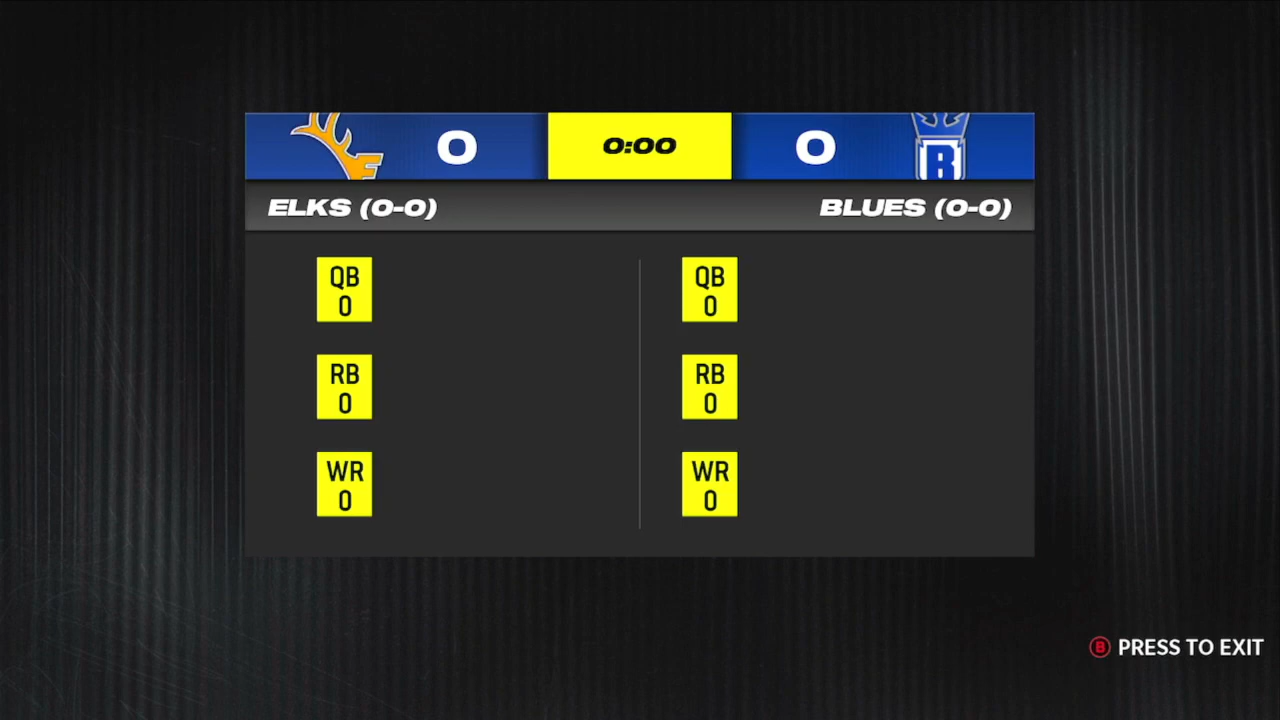 0 0:00 0
ELKS (0-0) BLUES (0-0)
QB QB
0 0
RB RB
0 0
WR WR
0 0
B PRESS TO EXIT